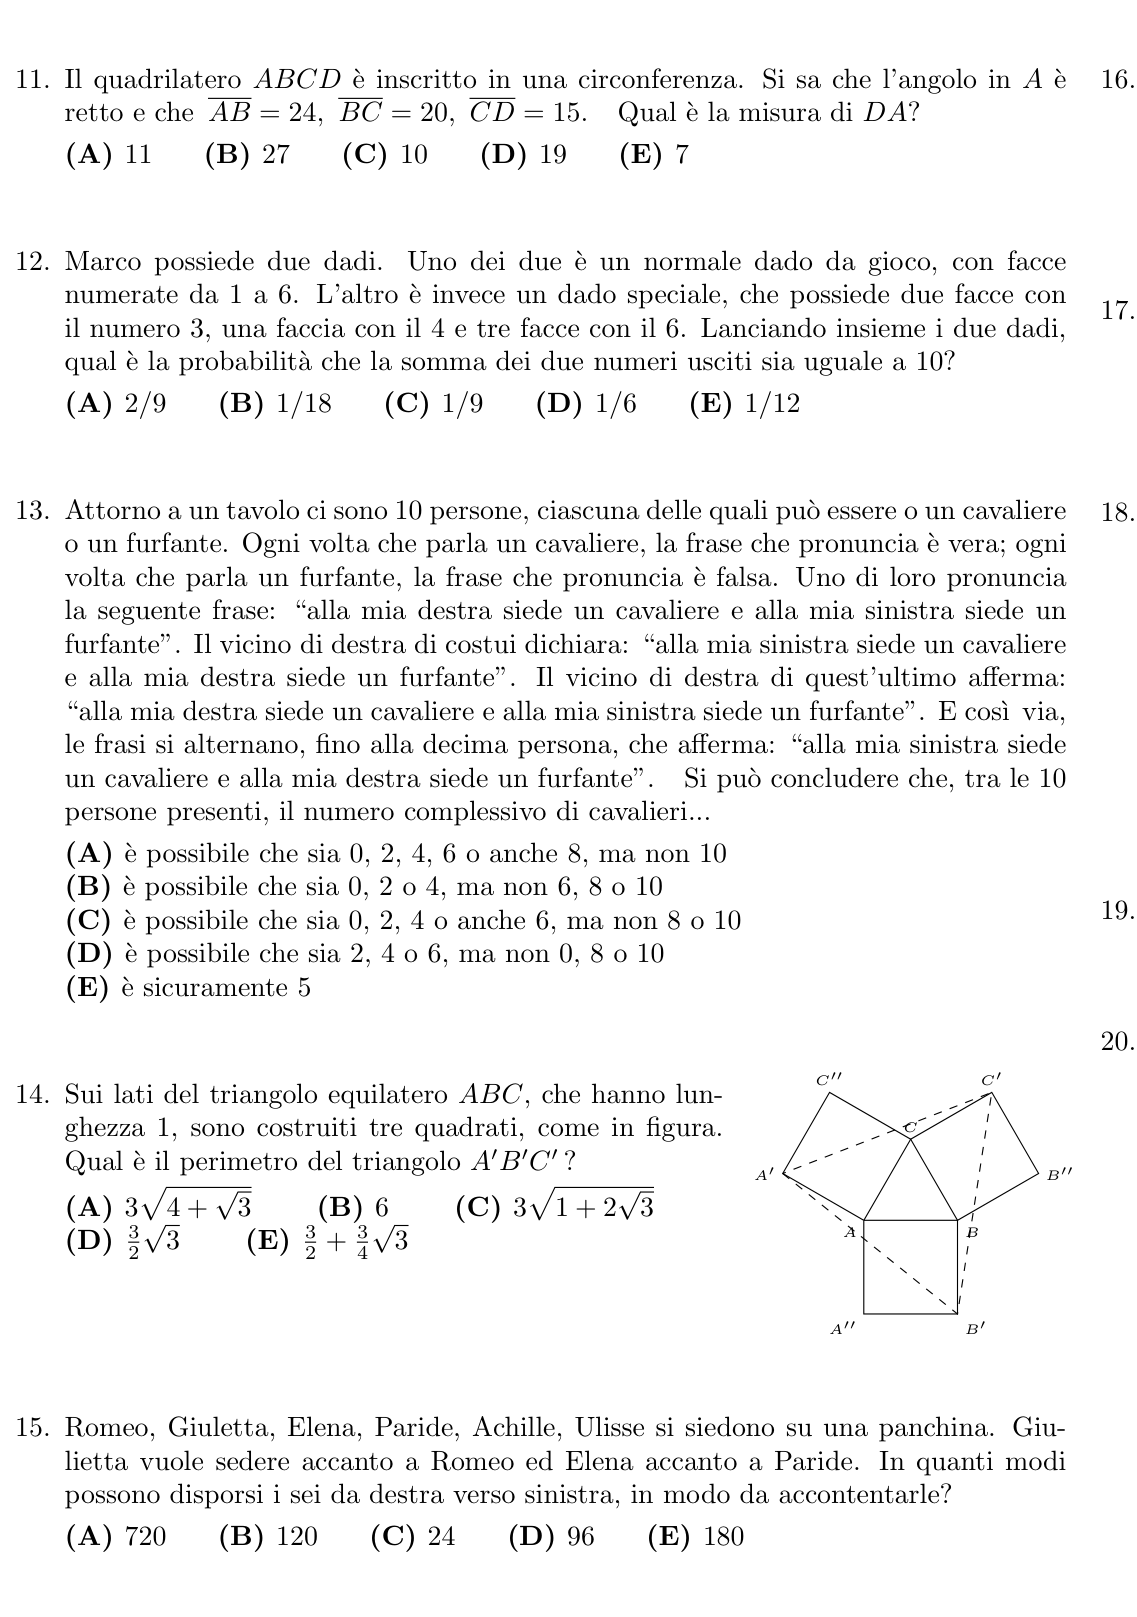 11. Il quadrilatero ABCD è inscritto in una circonferenza. Si sa che l'angolo in A è
retto e che AB = 24, BC = 20, CD = 15. Qual è la misura di DA?
(A) 11 (B) 27 (C) 10 (D) 19 (E) 7
12. Marco possiede due dadi. Uno dei due è un normale dado da gioco, con facce
numerate da 1 a 6. L'altro è invece un dado speciale, che possiede due facce con
il numero 3, una faccia con il 4 e tre facce con il 6. Lanciando insieme i due dadi,
qual è la probabilità che la somma dei due numeri usciti sia uguale a 10?
(A) 2/9 (B) 1/18 (C) 1/9 (D) 1/6 (E) 1/12
13. Attorno a un tavolo ci sono 10 persone, ciascuna delle quali può essere o un cavaliere
o un furfante. Ogni volta che parla un cavaliere, la frase che pronuncia è vera; ogni
volta che parla un furfante, la frase che pronuncia è falsa. Uno di loro pronuncia
la seguente frase: “alla mia destra siede un cavaliere e alla mia sinistra siede un
furfante”. Il vicino di destra di costui dichiara: “alla mia sinistra siede un cavaliere
e alla mia destra siede un furfante”. Il vicino di destra di quest'ultimo afferma:
“alla mia destra siede un cavaliere e alla mia sinistra siede un furfante”. E così via,
le frasi si alternano, fino alla decima persona, che afferma: “alla mia sinistra siede
un cavaliere e alla mia destra siede un furfante”. Si può concludere che, tra le 10
persone presenti, il numero complessivo di cavalieri...
(A) è possibile che sia 0, 2, 4, 6 o anche 8, ma non 10
(B) è possibile che sia 0, 2 o 4, ma non 6, 8 o 10
(C) è possibile che sia 0, 2, 4 o anche 6, ma non 8 o 10
(D) è possibile che sia 2, 4 o 6, ma non 0, 8 o 10
(E) è sicuramente 5
14. Sui lati del triangolo equilatero ABC, che hanno lun-
ghezza 1, sono costruiti tre quadrati, come in figura.
Qual è il perimetro del triangolo A′B′C′?
(A) 3√(4 + √3) (B) 6 (C) 3√(1 + 2√3)
(D) 3/2 √3 (E) 3/2 + 3/4 √3
C′′ C′
C
A′ B′′
A B
A′′ B′
15. Romeo, Giuletta, Elena, Paride, Achille, Ulisse si siedono su una panchina. Giu-
lietta vuole sedere accanto a Romeo ed Elena accanto a Paride. In quanti modi
possono disporsi i sei da destra verso sinistra, in modo da accontentarle?
(A) 720 (B) 120 (C) 24 (D) 96 (E) 180
16.
17.
18.
19.
20.